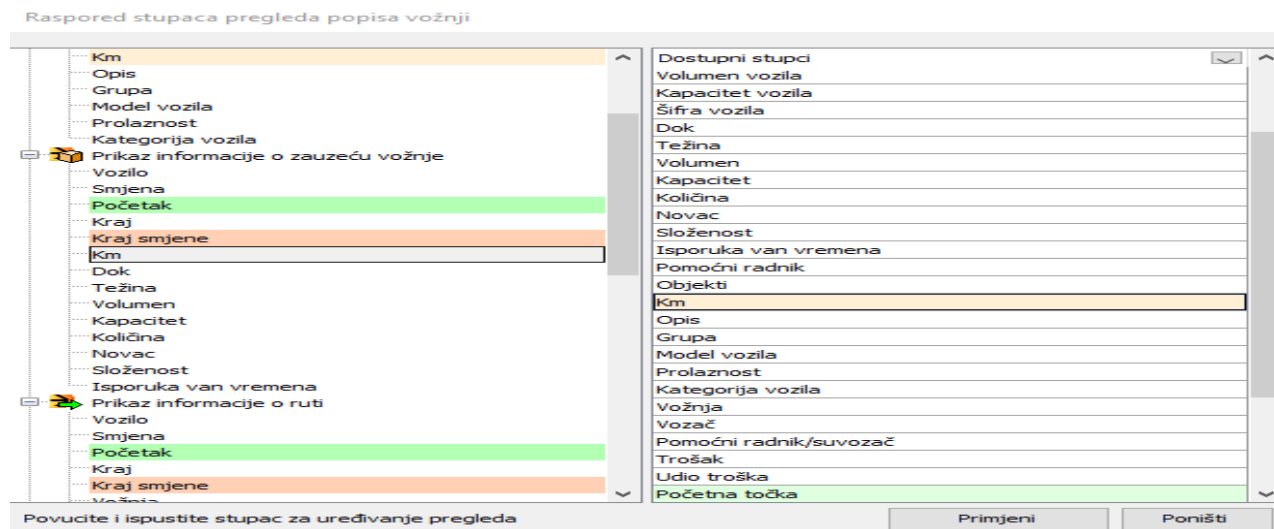 Raspored stupaca pregleda popisa vožnji
Km
Opis
Grupa
Model vozila
Prolaznost
Kategorija vozila
Prikaz informacije o zauzeću vožnje
Vozilo
Smjena
Početak
Kraj
Kraj smjene
Km
Dok
Težina
Volumen
Kapacitet
Količina
Novac
Složenost
Isporuka van vremena
Prikaz informacije o ruti
Vozilo
Smjena
Početak
Kraj
Kraj smjene
Vožnja
Dostupni stupci
Volumen vozila
Kapacitet vozila
Šifra vozila
Dok
Težina
Volumen
Kapacitet
Količina
Novac
Složenost
Isporuka van vremena
Pomoćni radnik
Objekti
Km
Opis
Grupa
Model vozila
Prolaznost
Kategorija vozila
Vožnja
Vozač
Pomoćni radnik/suvozač
Trošak
Udio troška
Početna točka
Povucite i ispustite stupac za uređivanje pregleda
Primjeni
Poništi